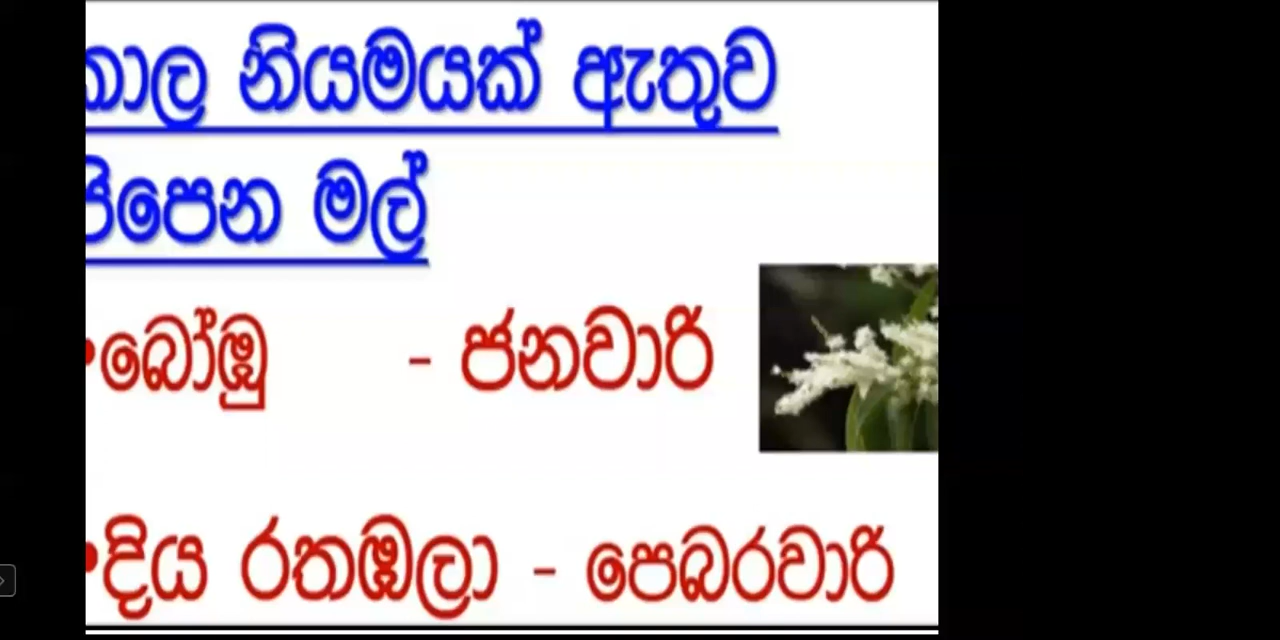 කාල නියමයක් ඇතුව
පිපෙන මල්
•බෝඹු - ජනවාරි
•දිය රතඹලා - පෙබරවාරි